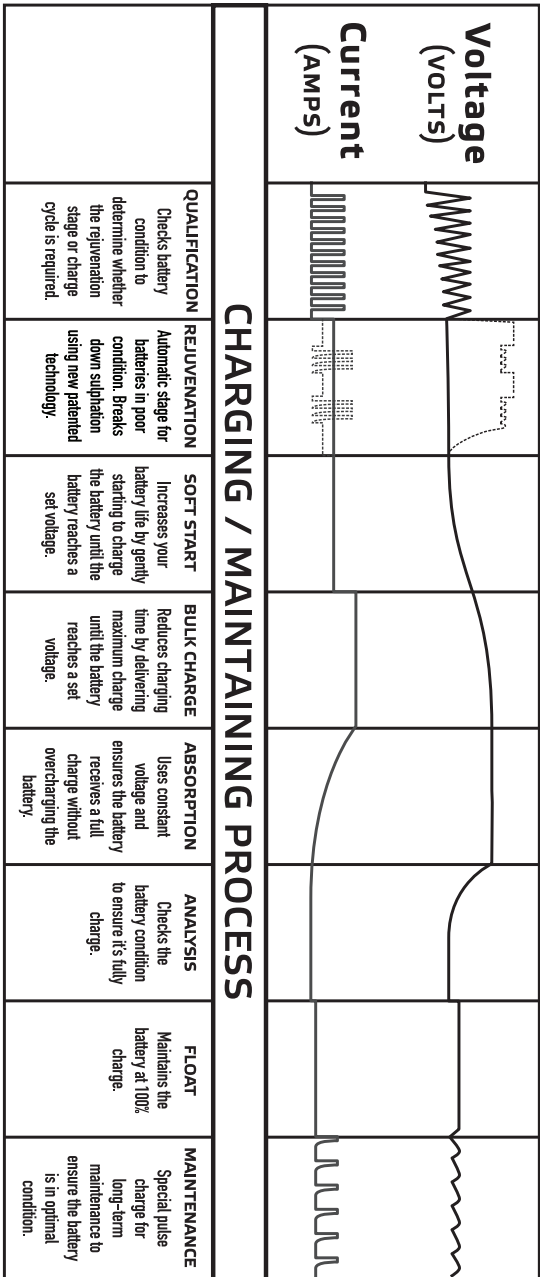 Voltage
(VOLTS)
Current
(AMPS)
CHARGING / MAINTAINING PROCESS
QUALIFICATION
Checks battery
condition to
determine whether
the rejuvenation
stage or charge
cycle is required.
REJUVENATION
Automatic stage for
batteries in poor
condition. Breaks
down sulphation
using new patented
technology.
SOFT START
Increases your
battery life by gently
starting to charge
the battery until the
battery reaches a
set voltage.
BULK CHARGE
Reduces charging
time by delivering
maximum charge
until the battery
reaches a set
voltage.
ABSORPTION
Uses constant
voltage and
ensures the battery
receives a full
charge without
overcharging the
battery.
ANALYSIS
Checks the
battery condition
to ensure it's fully
charge.
FLOAT
Maintains the
battery at 100%
charge.
MAINTENANCE
Special pulse
charge for
long-term
maintenance to
ensure the battery
is in optimal
condition.